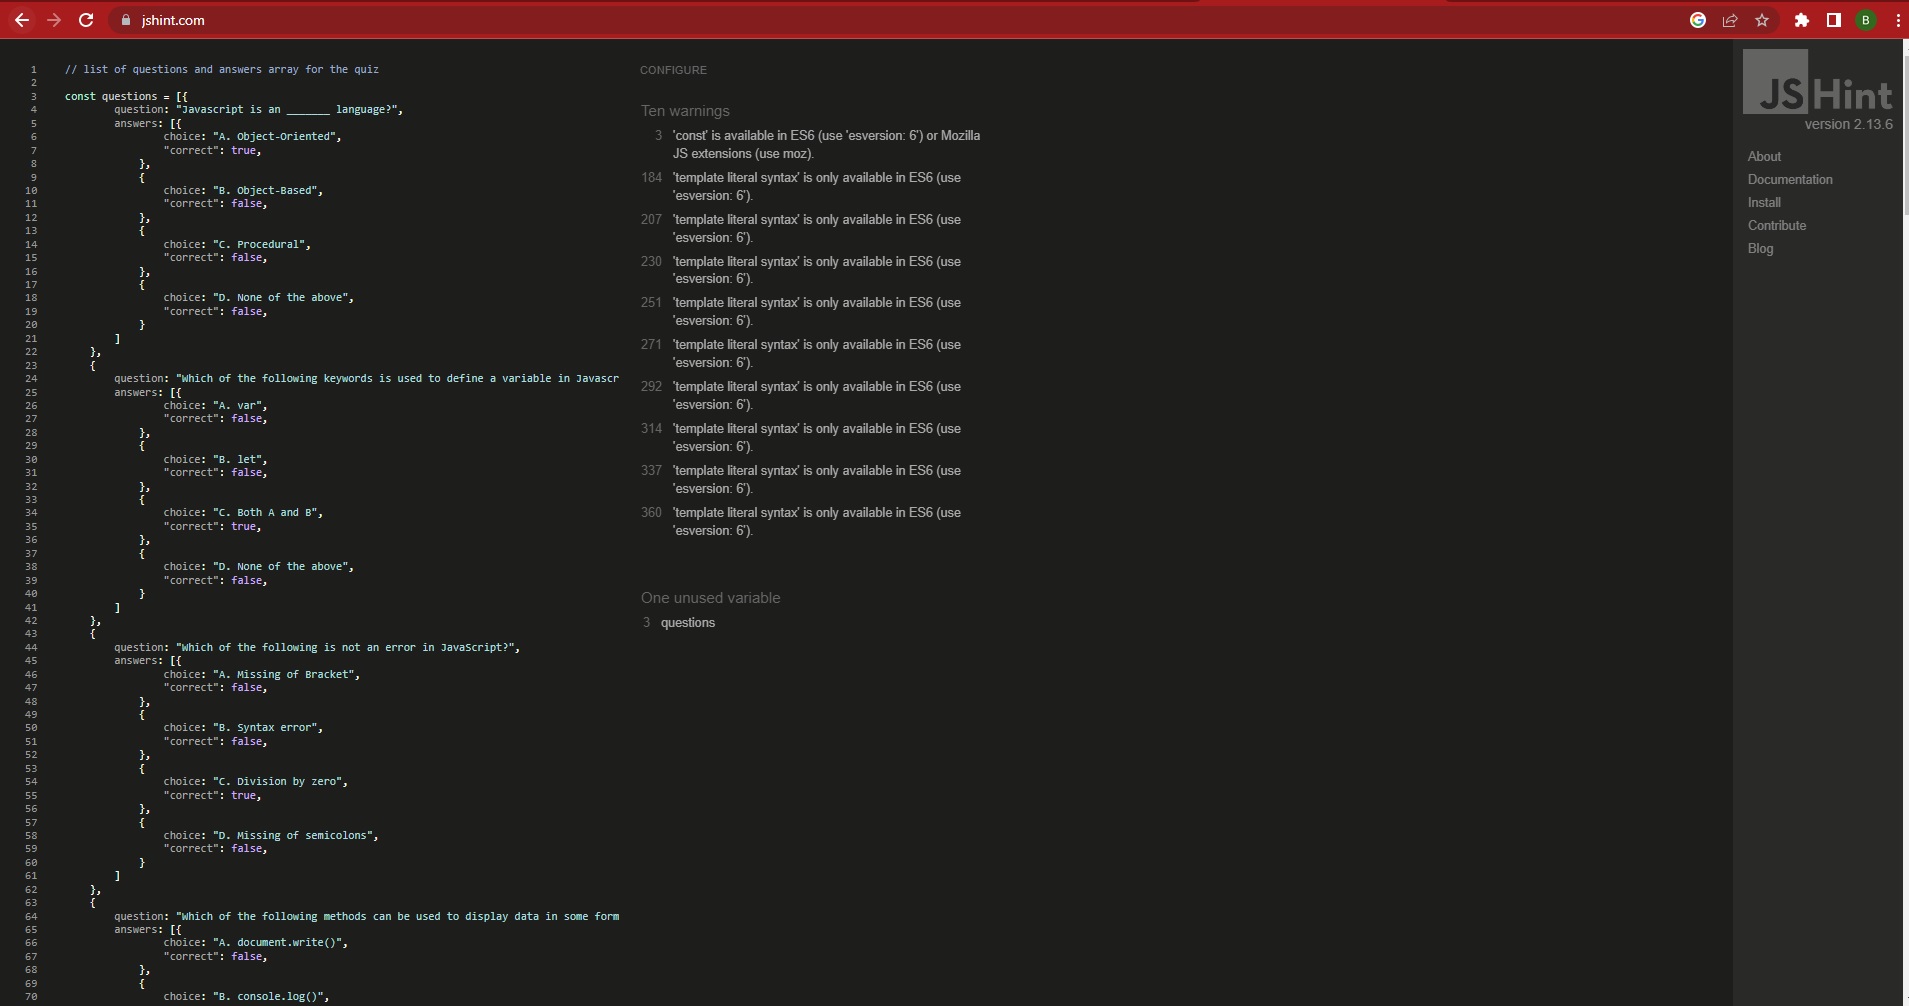 jshint.com
B
1 // list of questions and answers array for the quiz
2
3 const questions = [{
4 question: "Javascript is an _______ language?",
5 answers: [{
6 choice: "A. Object-Oriented",
7 "correct": true,
8 },
9 {
10 choice: "B. Object-Based",
11 "correct": false,
12 },
13 {
14 choice: "C. Procedural",
15 "correct": false,
16 },
17 {
18 choice: "D. None of the above",
19 "correct": false,
20 }
21 ]
22 },
23 {
24 question: "Which of the following keywords is used to define a variable in Javascr
25 answers: [{
26 choice: "A. var",
27 "correct": false,
28 },
29 {
30 choice: "B. let",
31 "correct": false,
32 },
33 {
34 choice: "C. Both A and B",
35 "correct": true,
36 },
37 {
38 choice: "D. None of the above",
39 "correct": false,
40 }
41 ]
42 },
43 {
44 question: "Which of the following is not an error in JavaScript?",
45 answers: [{
46 choice: "A. Missing of Bracket",
47 "correct": false,
48 },
49 {
50 choice: "B. Syntax error",
51 "correct": false,
52 },
53 {
54 choice: "C. Division by zero",
55 "correct": true,
56 },
57 {
58 choice: "D. Missing of semicolons",
59 "correct": false,
60 }
61 ]
62 },
63 {
64 question: "Which of the following methods can be used to display data in some form
65 answers: [{
66 choice: "A. document.write()",
67 "correct": false,
68 },
69 {
70 choice: "B. console.log()",
CONFIGURE
Ten warnings
3 'const' is available in ES6 (use 'esversion: 6') or Mozilla
JS extensions (use moz).
184 'template literal syntax' is only available in ES6 (use
'esversion: 6').
207 'template literal syntax' is only available in ES6 (use
'esversion: 6').
230 'template literal syntax' is only available in ES6 (use
'esversion: 6').
251 'template literal syntax' is only available in ES6 (use
'esversion: 6').
271 'template literal syntax' is only available in ES6 (use
'esversion: 6').
292 'template literal syntax' is only available in ES6 (use
'esversion: 6').
314 'template literal syntax' is only available in ES6 (use
'esversion: 6').
337 'template literal syntax' is only available in ES6 (use
'esversion: 6').
360 'template literal syntax' is only available in ES6 (use
'esversion: 6').
One unused variable
3 questions
JSHint
version 2.13.6
About
Documentation
Install
Contribute
Blog